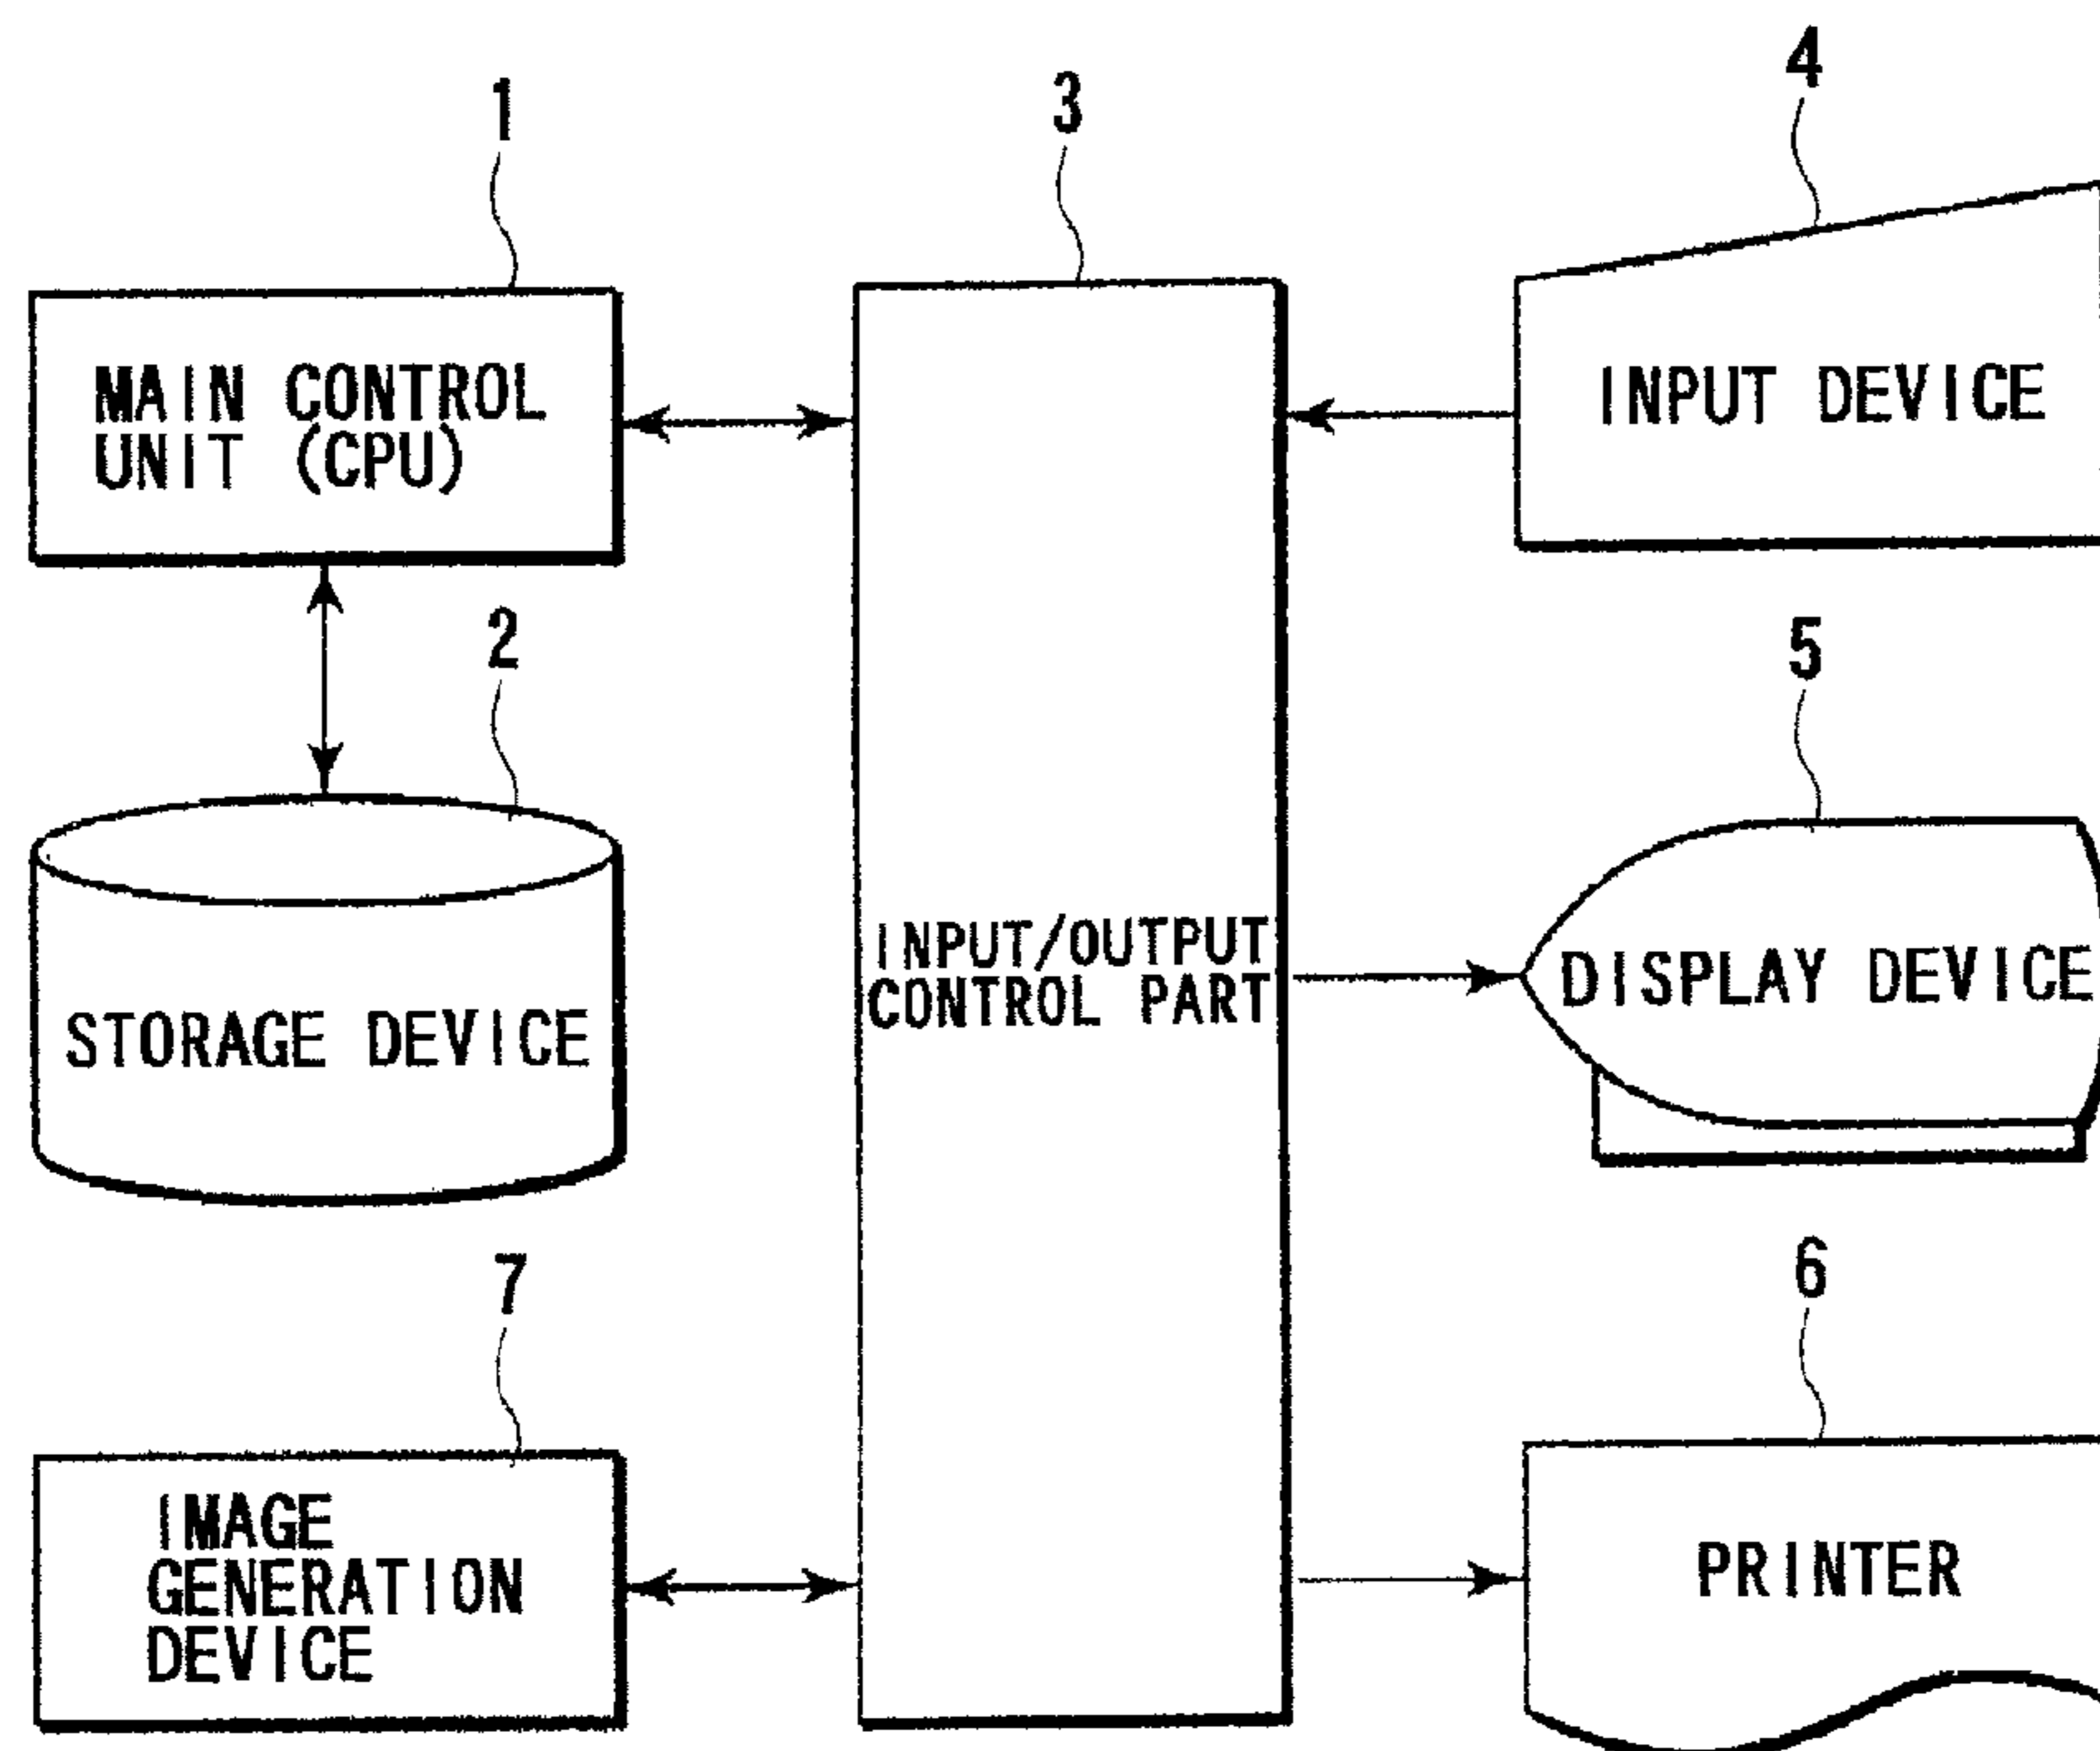 1
MAIN CONTROL
UNIT (CPU)
2
STORAGE DEVICE
7
IMAGE
GENERATION
DEVICE
3
INPUT/OUTPUT
CONTROL PART
4
INPUT DEVICE
5
DISPLAY DEVICE
6
PRINTER